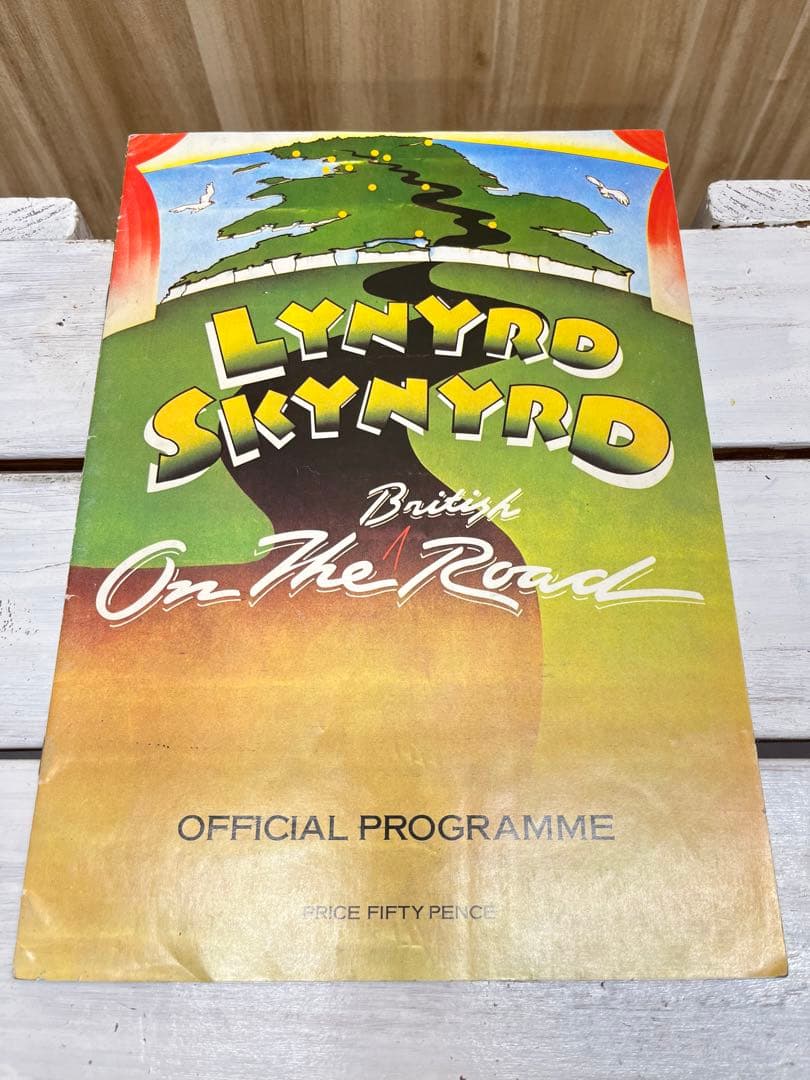 LYNYRD
SKYNYRD
British
On The Road
OFFICIAL PROGRAMME
PRICE FIFTY PENCE